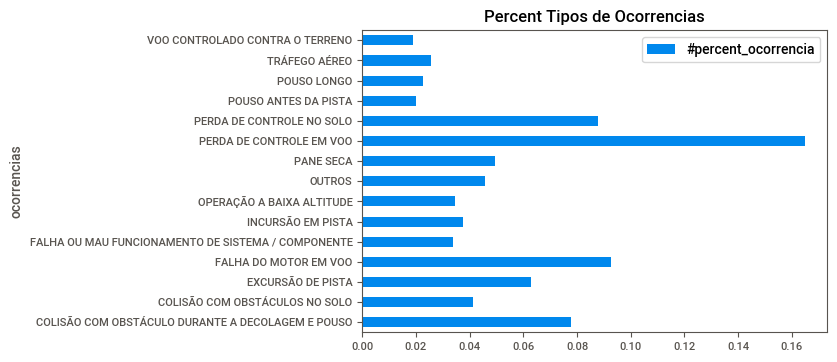 Percent Tipos de Ocorrencias
#percent_ocorrencia
ocorrencias
VOO CONTROLADO CONTRA O TERRENO
TRÁFEGO AÉREO
POUSO LONGO
POUSO ANTES DA PISTA
PERDA DE CONTROLE NO SOLO
PERDA DE CONTROLE EM VOO
PANE SECA
OUTROS
OPERAÇÃO A BAIXA ALTITUDE
INCURSÃO EM PISTA
FALHA OU MAU FUNCIONAMENTO DE SISTEMA / COMPONENTE
FALHA DO MOTOR EM VOO
EXCURSÃO DE PISTA
COLISÃO COM OBSTÁCULOS NO SOLO
COLISÃO COM OBSTÁCULO DURANTE A DECOLAGEM E POUSO
0.00 0.02 0.04 0.06 0.08 0.10 0.12 0.14 0.16